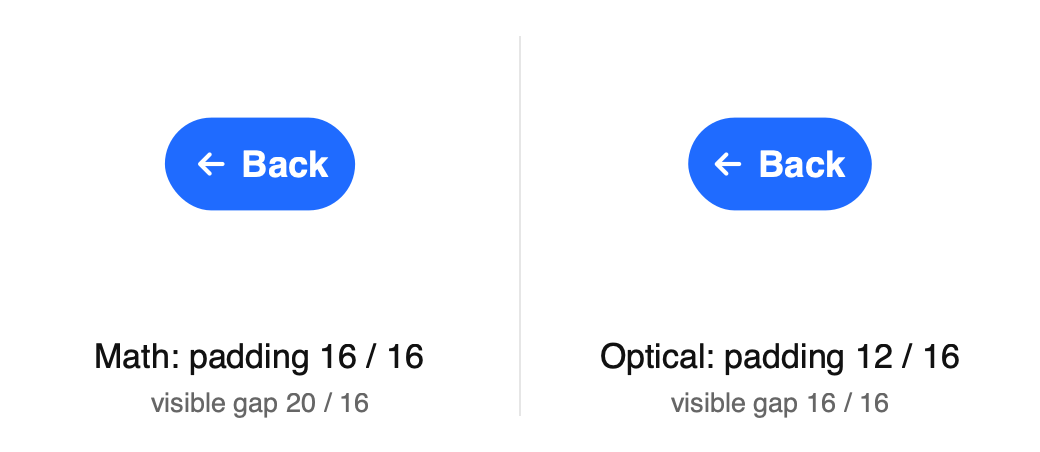 ← Back
Math: padding 16 / 16
visible gap 20 / 16
← Back
Optical: padding 12 / 16
visible gap 16 / 16